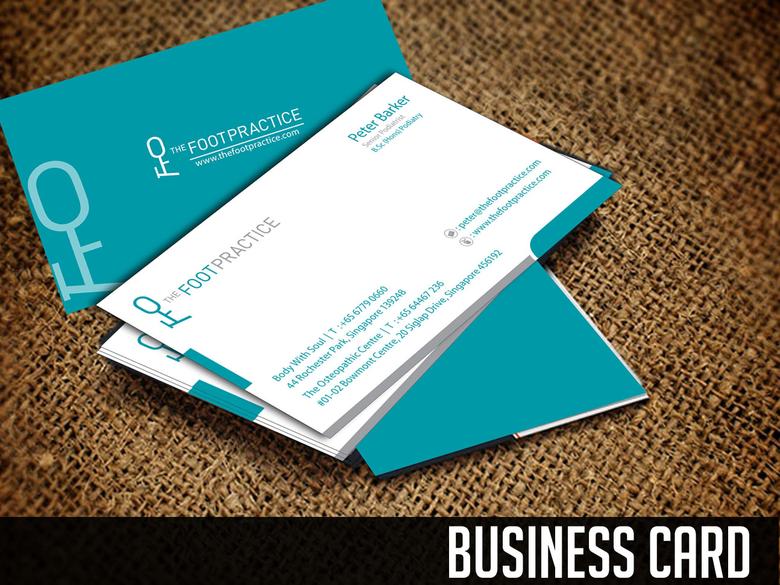 THE FOOTPRACTICE
www.thefootpractice.com
Peter Barker
Senior Podiatrist
B.Sc (Hons) Podiatry
: peter@thefootpractice.com
: www.thefootpractice.com
THE FOOTPRACTICE
Body With Soul | T : +65 6779 0660
44 Rochester Park, Singapore 139248
The Osteopathic Centre | T : +65 64467 236
#01-02 Bowmont Centre, 20 Siglap Drive, Singapore 456192
BUSINESS CARD